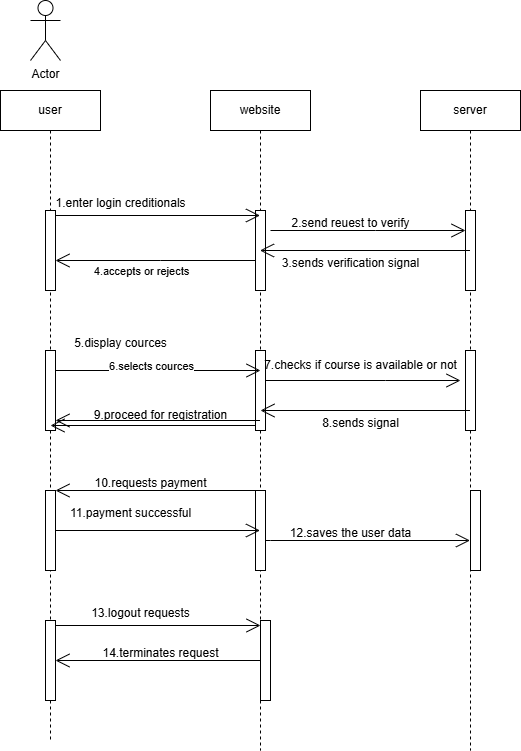 Actor
user
website
server
1.enter login creditionals
2.send reuest to verify
3.sends verification signal
4.accepts or rejects
5.display cources
6.selects cources
7.checks if course is available or not
8.sends signal
9.proceed for registration
10.requests payment
11.payment successful
12.saves the user data
13.logout requests
14.terminates request